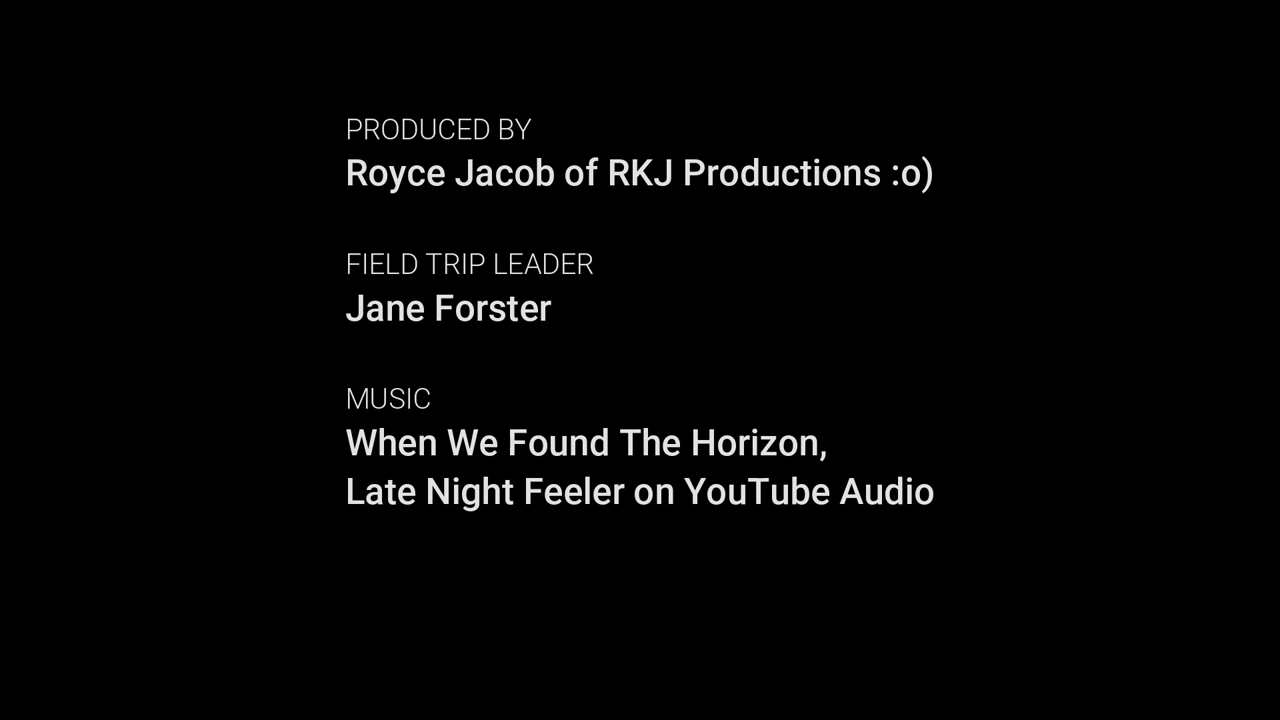 PRODUCED BY
Royce Jacob of RKJ Productions :o)
FIELD TRIP LEADER
Jane Forster
MUSIC
When We Found The Horizon,
Late Night Feeler on YouTube Audio